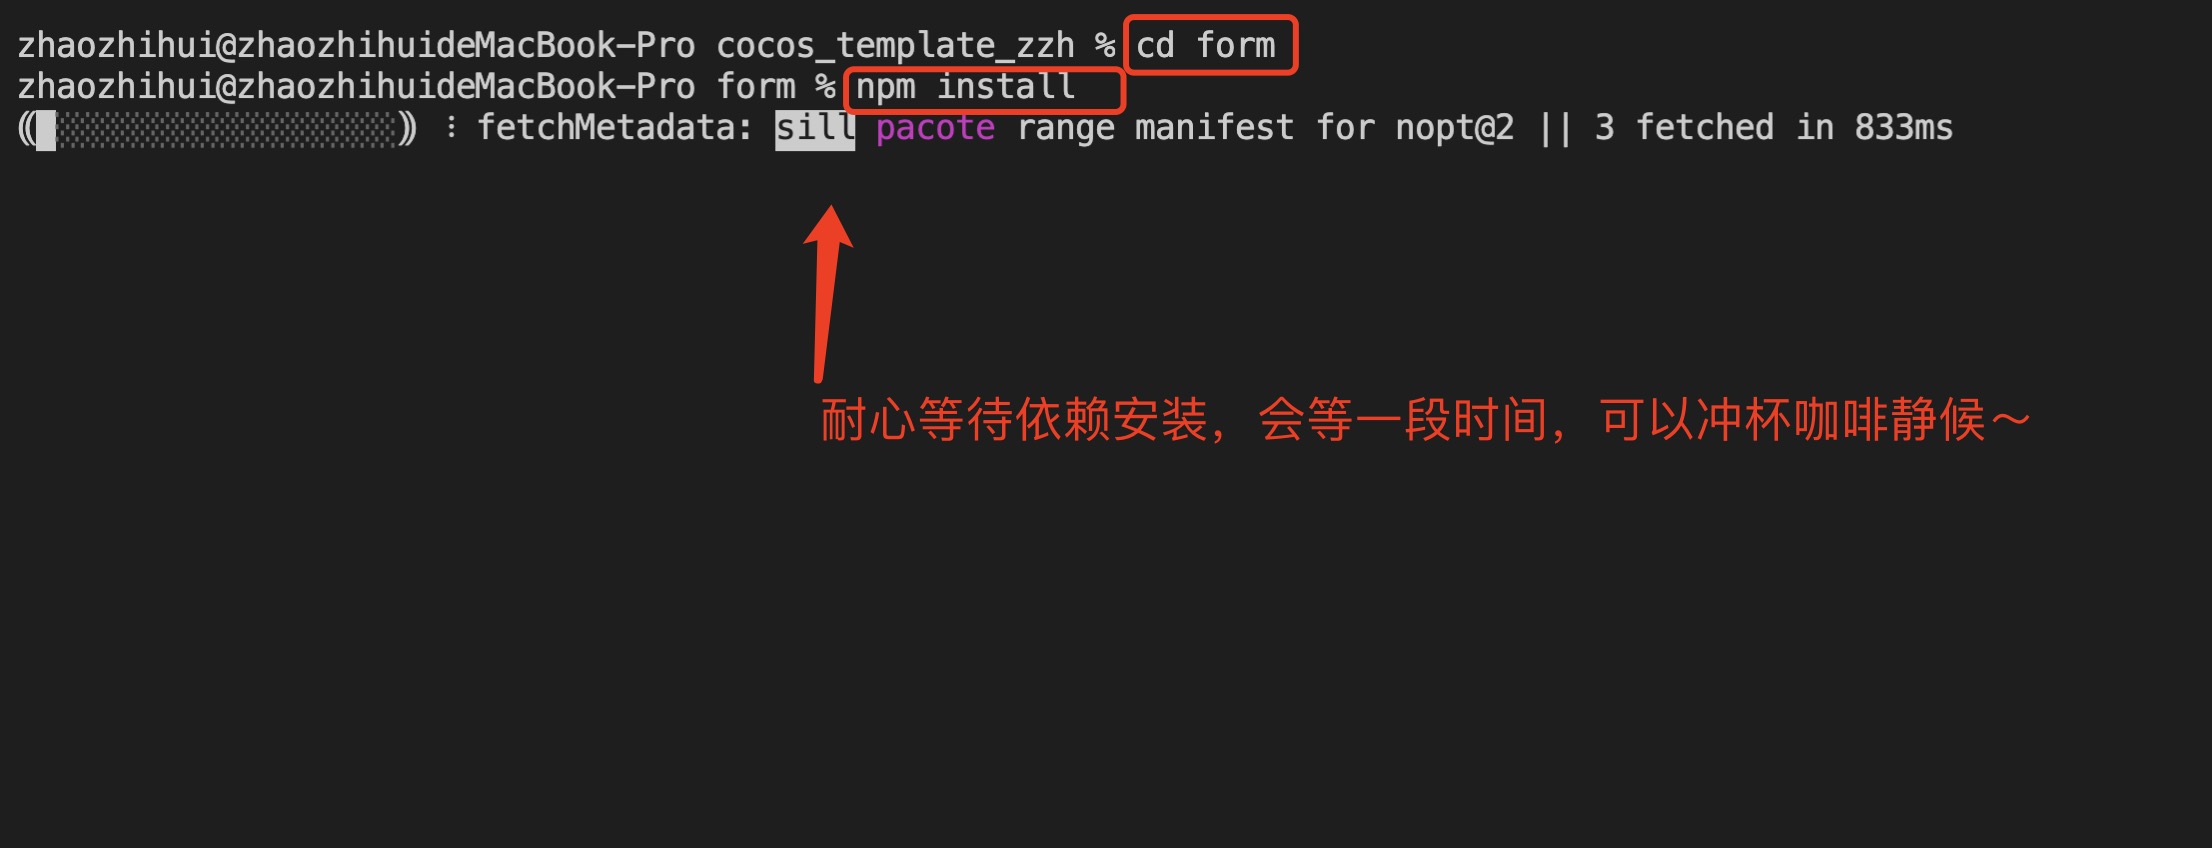 zhaozhihui@zhaozhihuideMacBook-Pro cocos_template_zzh % cd form
zhaozhihui@zhaozhihuideMacBook-Pro form % npm install
(█░░░░░░░░░░░░░░░░░) ⸝ fetchMetadata: sill pacote range manifest for nopt@2 || 3 fetched in 833ms
耐心等待依赖安装，会等一段时间，可以冲杯咖啡静候～